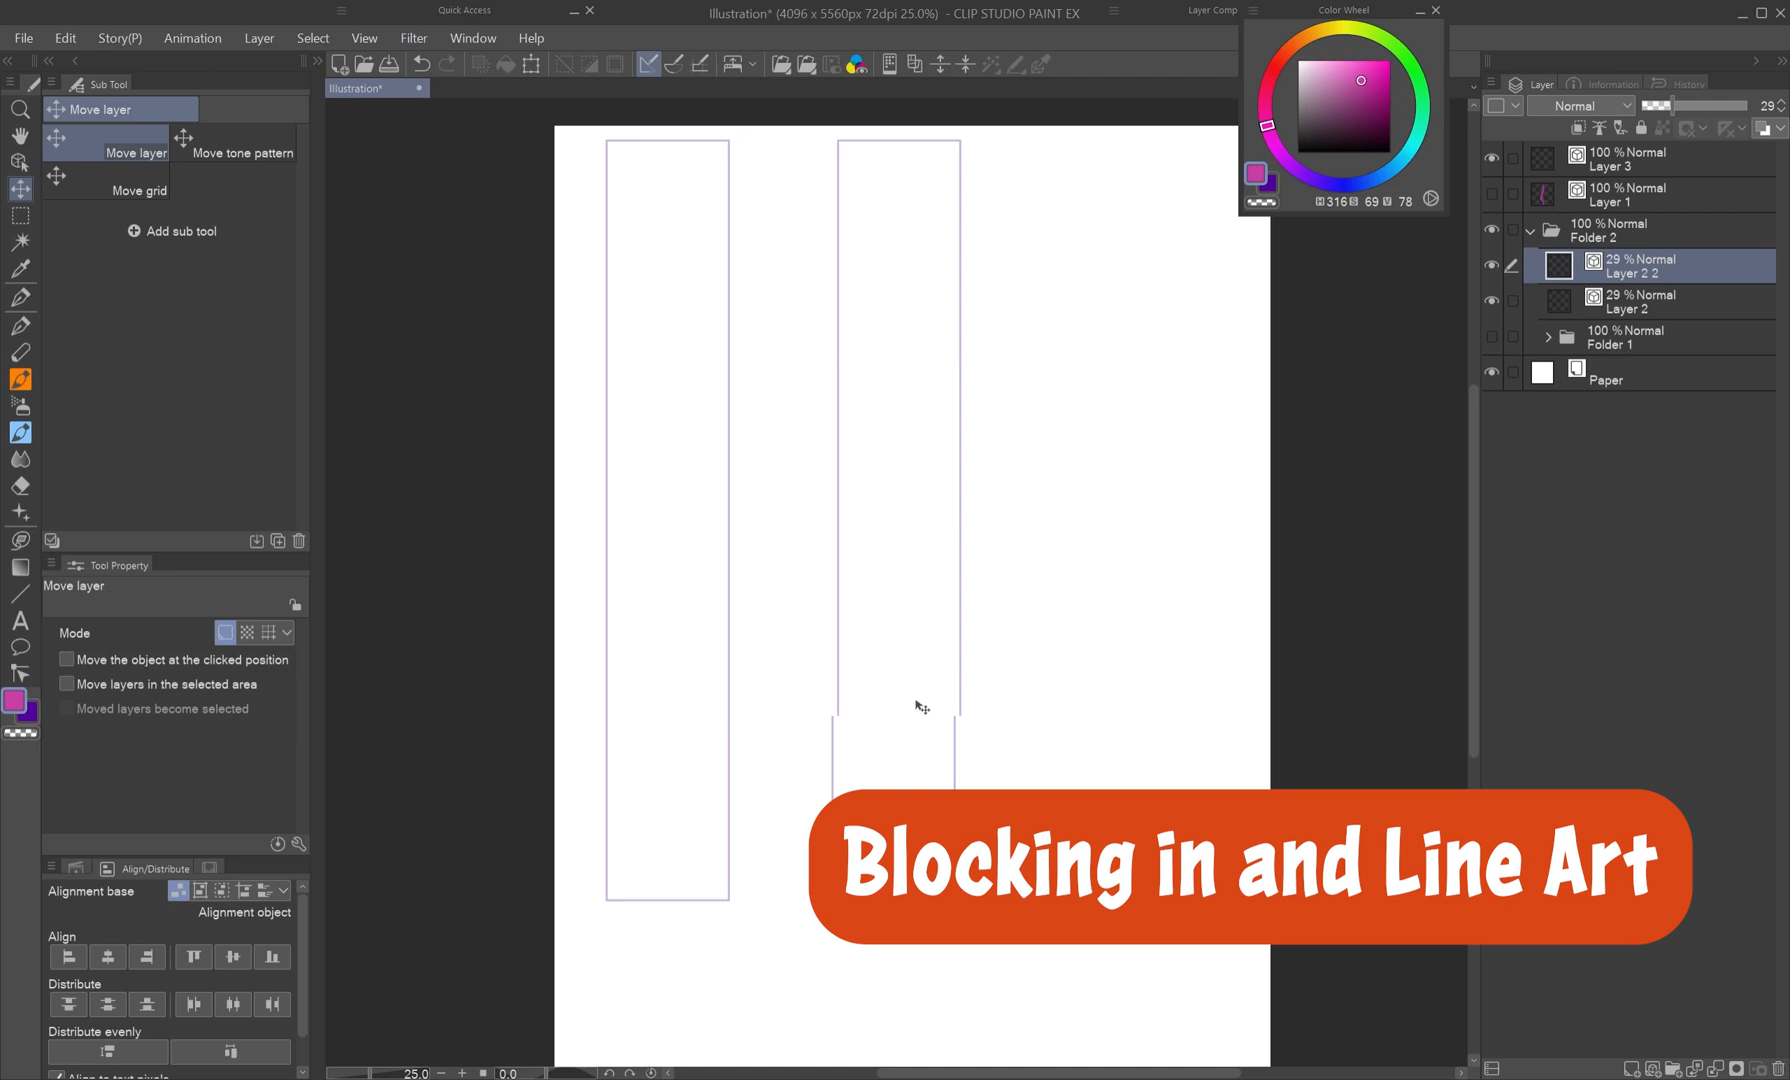 Quick Access
Illustration* (4096 x 5560px 72dpi 25.0%) - CLIP STUDIO PAINT EX
Layer Comp
Color Wheel
File Edit Story(P) Animation Layer Select View Filter Window Help
Sub Tool
Illustration*
Layer
Information
History
Move layer
Normal
29
Move layer
Move tone pattern
Move grid
Add sub tool
H 316 S 69 V 78
100 % Normal
Layer 3
100 % Normal
Layer 1
100 % Normal
Folder 2
29 % Normal
Layer 2 2
29 % Normal
Layer 2
100 % Normal
Folder 1
Paper
Tool Property
Move layer
Mode
Move the object at the clicked position
Move layers in the selected area
Moved layers become selected
A
Align/Distribute
Alignment base
Alignment object
Align
Distribute
Distribute evenly
Align to text pixels
Blocking in and Line Art
25.0
0.0